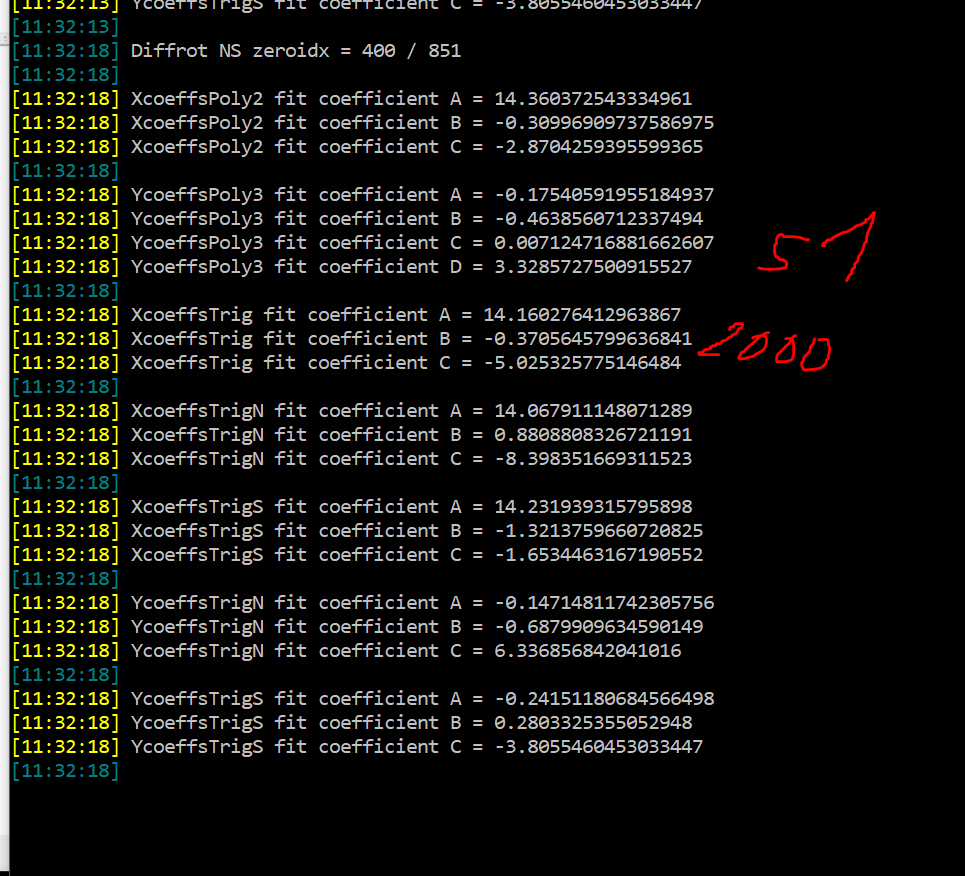 [11:32:13] YcoeffsTrigS fit coefficient C = -3.8055460453033447
[11:32:13]
[11:32:18] Diffrot NS zeroidx = 400 / 851
[11:32:18]
[11:32:18] XcoeffsPoly2 fit coefficient A = 14.360372543334961
[11:32:18] XcoeffsPoly2 fit coefficient B = -0.30996909737586975
[11:32:18] XcoeffsPoly2 fit coefficient C = -2.8704259395599365
[11:32:18]
[11:32:18] YcoeffsPoly3 fit coefficient A = -0.17540591955184937
[11:32:18] YcoeffsPoly3 fit coefficient B = -0.4638560712337494
[11:32:18] YcoeffsPoly3 fit coefficient C = 0.007124716881662607
[11:32:18] YcoeffsPoly3 fit coefficient D = 3.3285727500915527
51
[11:32:18]
[11:32:18] XcoeffsTrig fit coefficient A = 14.160276412963867
[11:32:18] XcoeffsTrig fit coefficient B = -0.3705645799636841
[11:32:18] XcoeffsTrig fit coefficient C = -5.025325775146484
2000
[11:32:18]
[11:32:18] XcoeffsTrigN fit coefficient A = 14.067911148071289
[11:32:18] XcoeffsTrigN fit coefficient B = 0.8808808326721191
[11:32:18] XcoeffsTrigN fit coefficient C = -8.398351669311523
[11:32:18]
[11:32:18] XcoeffsTrigS fit coefficient A = 14.231939315795898
[11:32:18] XcoeffsTrigS fit coefficient B = -1.3213759660720825
[11:32:18] XcoeffsTrigS fit coefficient C = -1.6534463167190552
[11:32:18]
[11:32:18] YcoeffsTrigN fit coefficient A = -0.14714811742305756
[11:32:18] YcoeffsTrigN fit coefficient B = -0.6879909634590149
[11:32:18] YcoeffsTrigN fit coefficient C = 6.336856842041016
[11:32:18]
[11:32:18] YcoeffsTrigS fit coefficient A = -0.24151180684566498
[11:32:18] YcoeffsTrigS fit coefficient B = 0.2803325355052948
[11:32:18] YcoeffsTrigS fit coefficient C = -3.8055460453033447
[11:32:18]